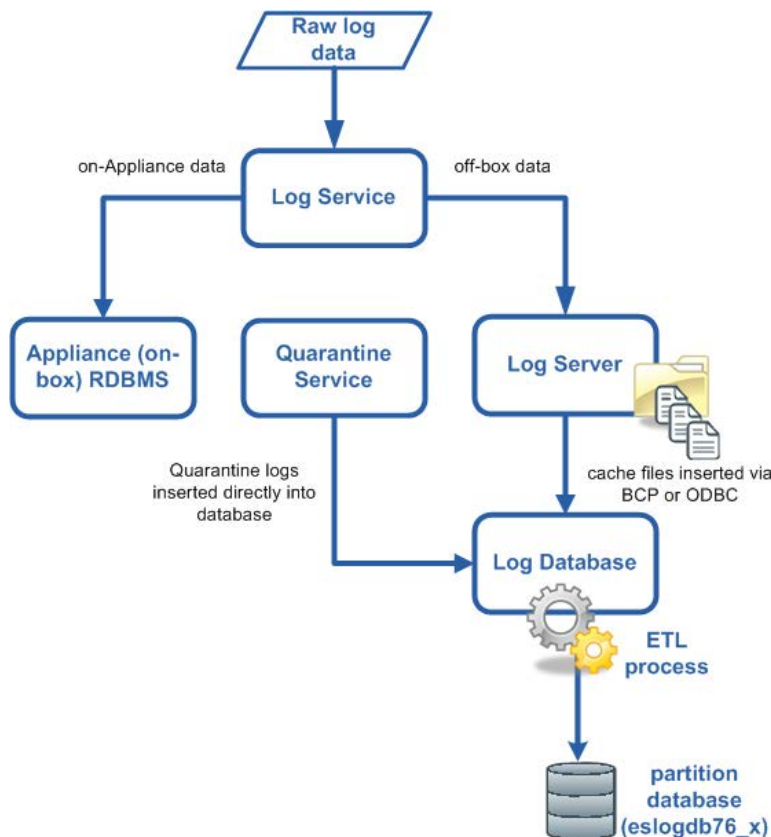 Raw log
data
on-Appliance data
off-box data
Log Service
Appliance (on-
box) RDBMS
Quarantine
Service
Log Server
Quarantine logs
inserted directly into
database
cache files inserted via
BCP or ODBC
Log Database
ETL
process
partition
database
(eslogdb76_x)